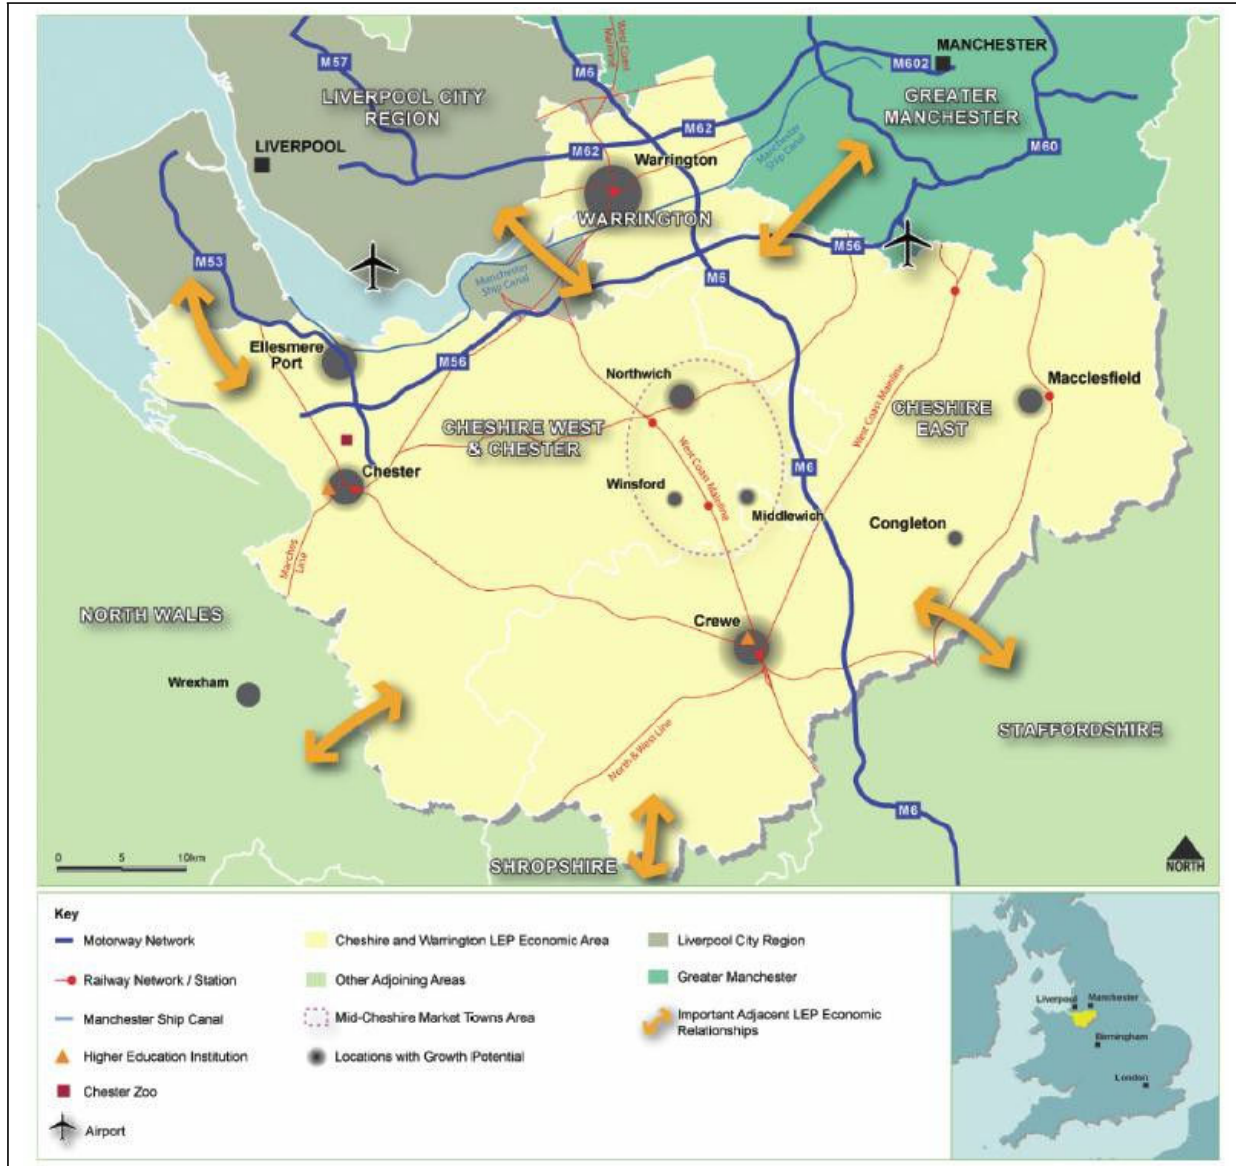 West Coast
Mainline
MANCHESTER
M57
M6
M602
LIVERPOOL CITY
REGION
GREATER
MANCHESTER
M62
LIVERPOOL
M62
Manchester
Ship Canal
M60
Warrington
WARRINGTON
M56
M53
Manchester
Ship Canal
M6
Ellesmere
Port
M56
Northwich
Macclesfield
West Coast Mainline
CHESHIRE WEST
& CHESTER
CHESHIRE
EAST
West Coast Mainline
M6
Chester
Winsford
Middlewich
Congleton
Marches
Line
NORTH WALES
Crewe
Wrexham
North & West Line
STAFFORDSHIRE
M6
SHROPSHIRE
0 5 10km
NORTH
Key
Motorway Network
Cheshire and Warrington LEP Economic Area
Liverpool City Region
Railway Network / Station
Other Adjoining Areas
Greater Manchester
Manchester Ship Canal
Mid-Cheshire Market Towns Area
Important Adjacent LEP Economic
Relationships
Higher Education Institution
Locations with Growth Potential
Chester Zoo
Airport
Liverpool
Manchester
Birmingham
London